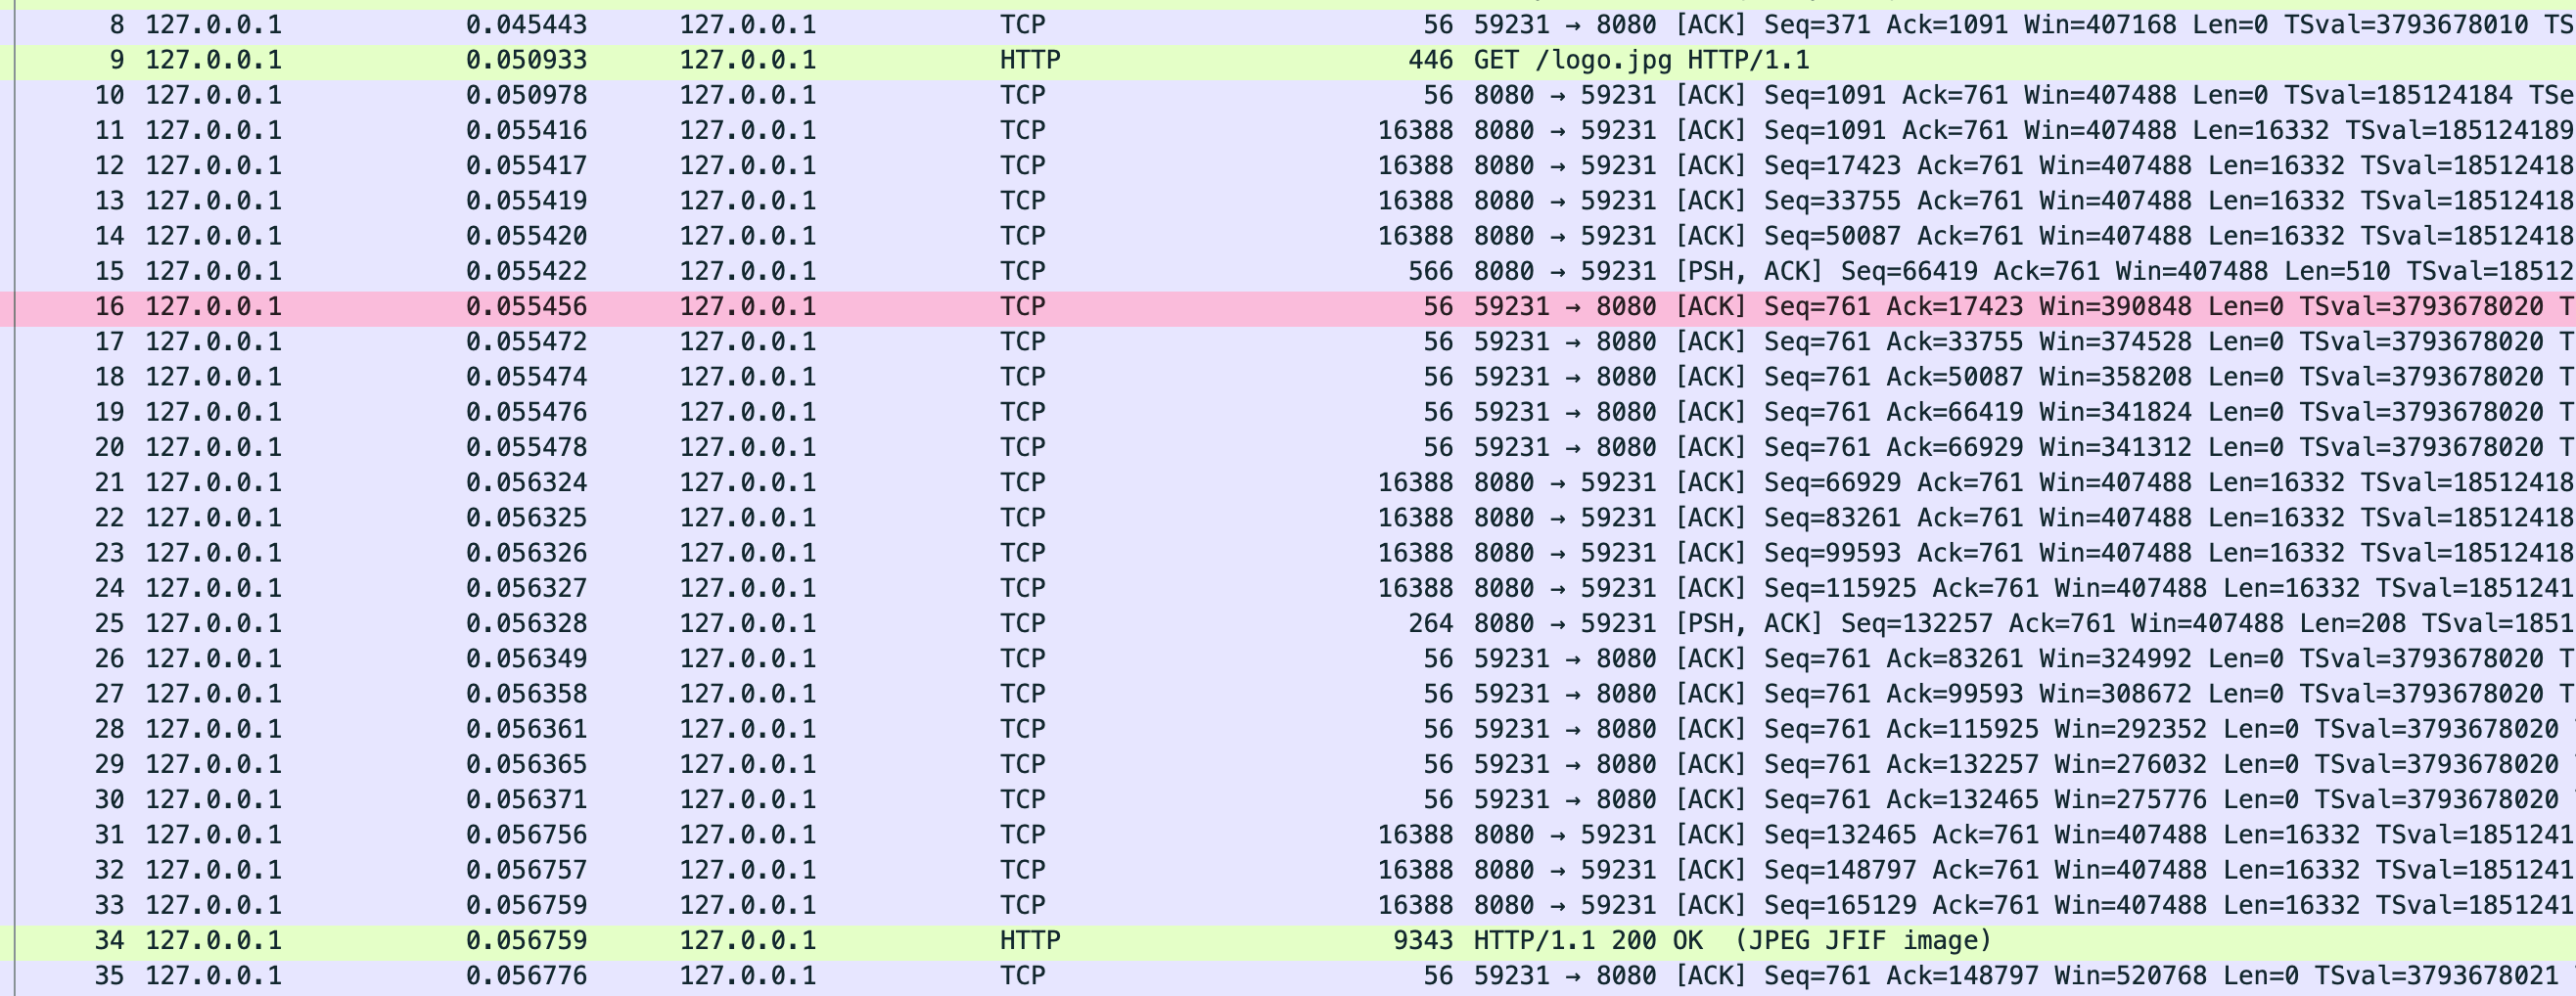 8 127.0.0.1 0.045443 127.0.0.1 TCP 56 59231 → 8080 [ACK] Seq=371 Ack=1091 Win=407168 Len=0 TSval=3793678010 TS
9 127.0.0.1 0.050933 127.0.0.1 HTTP 446 GET /logo.jpg HTTP/1.1
10 127.0.0.1 0.050978 127.0.0.1 TCP 56 8080 → 59231 [ACK] Seq=1091 Ack=761 Win=407488 Len=0 TSval=185124184 TSe
11 127.0.0.1 0.055416 127.0.0.1 TCP 16388 8080 → 59231 [ACK] Seq=1091 Ack=761 Win=407488 Len=16332 TSval=185124189
12 127.0.0.1 0.055417 127.0.0.1 TCP 16388 8080 → 59231 [ACK] Seq=17423 Ack=761 Win=407488 Len=16332 TSval=18512418
13 127.0.0.1 0.055419 127.0.0.1 TCP 16388 8080 → 59231 [ACK] Seq=33755 Ack=761 Win=407488 Len=16332 TSval=18512418
14 127.0.0.1 0.055420 127.0.0.1 TCP 16388 8080 → 59231 [ACK] Seq=50087 Ack=761 Win=407488 Len=16332 TSval=18512418
15 127.0.0.1 0.055422 127.0.0.1 TCP 566 8080 → 59231 [PSH, ACK] Seq=66419 Ack=761 Win=407488 Len=510 TSval=18512
16 127.0.0.1 0.055456 127.0.0.1 TCP 56 59231 → 8080 [ACK] Seq=761 Ack=17423 Win=390848 Len=0 TSval=3793678020 T
17 127.0.0.1 0.055472 127.0.0.1 TCP 56 59231 → 8080 [ACK] Seq=761 Ack=33755 Win=374528 Len=0 TSval=3793678020 T
18 127.0.0.1 0.055474 127.0.0.1 TCP 56 59231 → 8080 [ACK] Seq=761 Ack=50087 Win=358208 Len=0 TSval=3793678020 T
19 127.0.0.1 0.055476 127.0.0.1 TCP 56 59231 → 8080 [ACK] Seq=761 Ack=66419 Win=341824 Len=0 TSval=3793678020 T
20 127.0.0.1 0.055478 127.0.0.1 TCP 56 59231 → 8080 [ACK] Seq=761 Ack=66929 Win=341312 Len=0 TSval=3793678020 T
21 127.0.0.1 0.056324 127.0.0.1 TCP 16388 8080 → 59231 [ACK] Seq=66929 Ack=761 Win=407488 Len=16332 TSval=18512418
22 127.0.0.1 0.056325 127.0.0.1 TCP 16388 8080 → 59231 [ACK] Seq=83261 Ack=761 Win=407488 Len=16332 TSval=18512418
23 127.0.0.1 0.056326 127.0.0.1 TCP 16388 8080 → 59231 [ACK] Seq=99593 Ack=761 Win=407488 Len=16332 TSval=18512418
24 127.0.0.1 0.056327 127.0.0.1 TCP 16388 8080 → 59231 [ACK] Seq=115925 Ack=761 Win=407488 Len=16332 TSval=1851241
25 127.0.0.1 0.056328 127.0.0.1 TCP 264 8080 → 59231 [PSH, ACK] Seq=132257 Ack=761 Win=407488 Len=208 TSval=1851
26 127.0.0.1 0.056349 127.0.0.1 TCP 56 59231 → 8080 [ACK] Seq=761 Ack=83261 Win=324992 Len=0 TSval=3793678020 T
27 127.0.0.1 0.056358 127.0.0.1 TCP 56 59231 → 8080 [ACK] Seq=761 Ack=99593 Win=308672 Len=0 TSval=3793678020 T
28 127.0.0.1 0.056361 127.0.0.1 TCP 56 59231 → 8080 [ACK] Seq=761 Ack=115925 Win=292352 Len=0 TSval=3793678020
29 127.0.0.1 0.056365 127.0.0.1 TCP 56 59231 → 8080 [ACK] Seq=761 Ack=132257 Win=276032 Len=0 TSval=3793678020
30 127.0.0.1 0.056371 127.0.0.1 TCP 56 59231 → 8080 [ACK] Seq=761 Ack=132465 Win=275776 Len=0 TSval=3793678020
31 127.0.0.1 0.056756 127.0.0.1 TCP 16388 8080 → 59231 [ACK] Seq=132465 Ack=761 Win=407488 Len=16332 TSval=1851241
32 127.0.0.1 0.056757 127.0.0.1 TCP 16388 8080 → 59231 [ACK] Seq=148797 Ack=761 Win=407488 Len=16332 TSval=1851241
33 127.0.0.1 0.056759 127.0.0.1 TCP 16388 8080 → 59231 [ACK] Seq=165129 Ack=761 Win=407488 Len=16332 TSval=1851241
34 127.0.0.1 0.056759 127.0.0.1 HTTP 9343 HTTP/1.1 200 OK (JPEG JFIF image)
35 127.0.0.1 0.056776 127.0.0.1 TCP 56 59231 → 8080 [ACK] Seq=761 Ack=148797 Win=520768 Len=0 TSval=3793678021